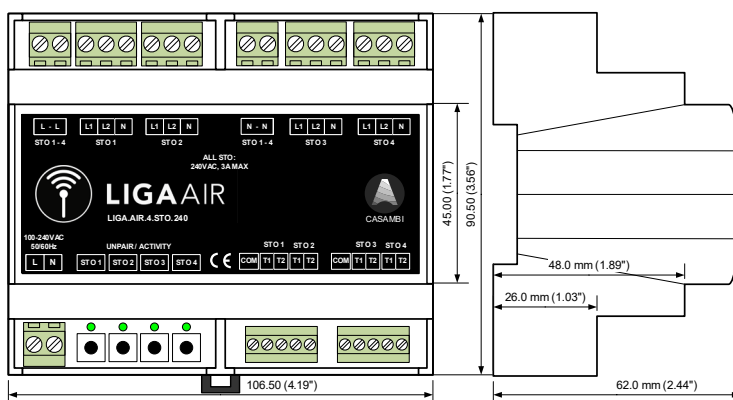 L - L L1 L2 N L1 L2 N N - N L1 L2 N L1 L2 N
STO 1 - 4 STO 1 STO 2 STO 1 - 4 STO 3 STO 4
ALL STO:
240VAC, 3A MAX
LIGAAIR
LIGA.AIR.4.STO.240
CASAMBI
100-240VAC
50/60Hz
UNPAIR / ACTIVITY
STO 1 STO 2 STO 3 STO 4
L N STO 1 STO 2 STO 3 STO 4 CE COM T1 T2 T1 T2 COM T1 T2 T1 T2
45.00 (1.77")
90.50 (3.56")
48.0 mm (1.89")
26.0 mm (1.03")
106.50 (4.19")
62.0 mm (2.44")